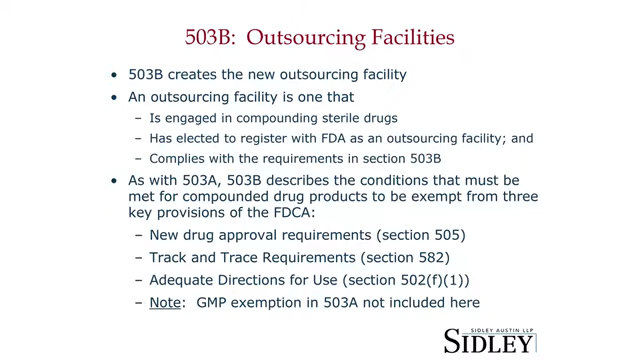 503B: Outsourcing Facilities
• 503B creates the new outsourcing facility
• An outsourcing facility is one that
– Is engaged in compounding sterile drugs
– Has elected to register with FDA as an outsourcing facility; and
– Complies with the requirements in section 503B
• As with 503A, 503B describes the conditions that must be
met for compounded drug products to be exempt from three
key provisions of the FDCA:
– New drug approval requirements (section 505)
– Track and Trace Requirements (section 582)
– Adequate Directions for Use (section 502(f)(1))
– Note: GMP exemption in 503A not included here
SIDLEY AUSTIN LLP
SIDLEY